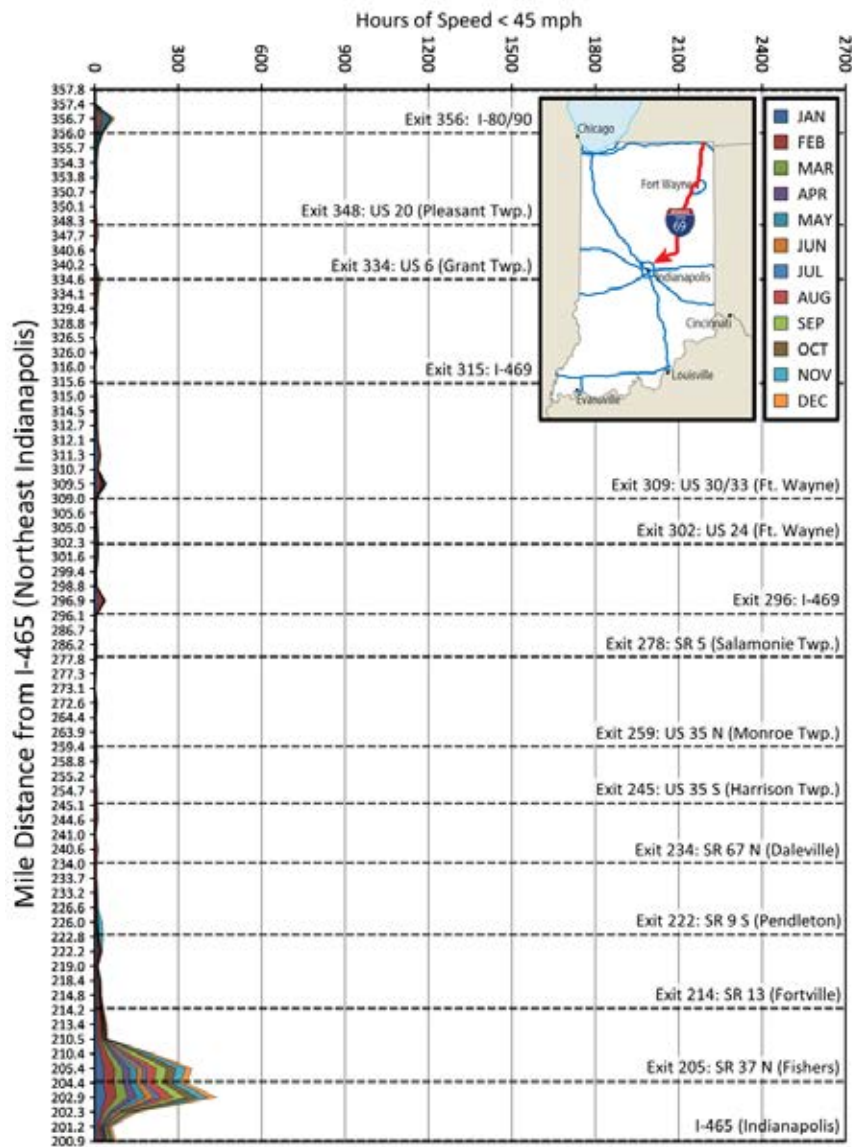 Hours of Speed < 45 mph
0 300 600 900 1200 1500 1800 2100 2400 2700
Mile Distance from I-465 (Northeast Indianapolis)
357.8
357.4
356.7
356.0
355.7
354.3
353.8
350.7
350.1
348.3
347.7
340.6
340.2
334.6
334.1
329.4
328.8
326.5
326.0
316.0
315.6
315.0
314.5
312.7
312.1
311.3
310.7
309.5
309.0
305.6
305.0
302.3
301.6
299.4
298.8
296.9
296.1
286.7
286.2
277.8
277.3
273.1
272.6
264.4
263.9
259.4
258.8
255.2
254.7
245.1
244.6
241.0
240.6
234.0
233.7
233.2
226.6
226.0
222.8
222.2
219.0
218.4
214.8
214.2
213.4
210.5
210.4
205.4
204.4
202.9
202.3
201.2
200.9
Exit 356: I-80/90
Exit 348: US 20 (Pleasant Twp.)
Exit 334: US 6 (Grant Twp.)
Exit 315: I-469
Exit 309: US 30/33 (Ft. Wayne)
Exit 302: US 24 (Ft. Wayne)
Exit 296: I-469
Exit 278: SR 5 (Salamonie Twp.)
Exit 259: US 35 N (Monroe Twp.)
Exit 245: US 35 S (Harrison Twp.)
Exit 234: SR 67 N (Daleville)
Exit 222: SR 9 S (Pendleton)
Exit 214: SR 13 (Fortville)
Exit 205: SR 37 N (Fishers)
I-465 (Indianapolis)
Chicago
Fort Wayne
69
Indianapolis
Cincinnati
Louisville
Evansville
JAN
FEB
MAR
APR
MAY
JUN
JUL
AUG
SEP
OCT
NOV
DEC